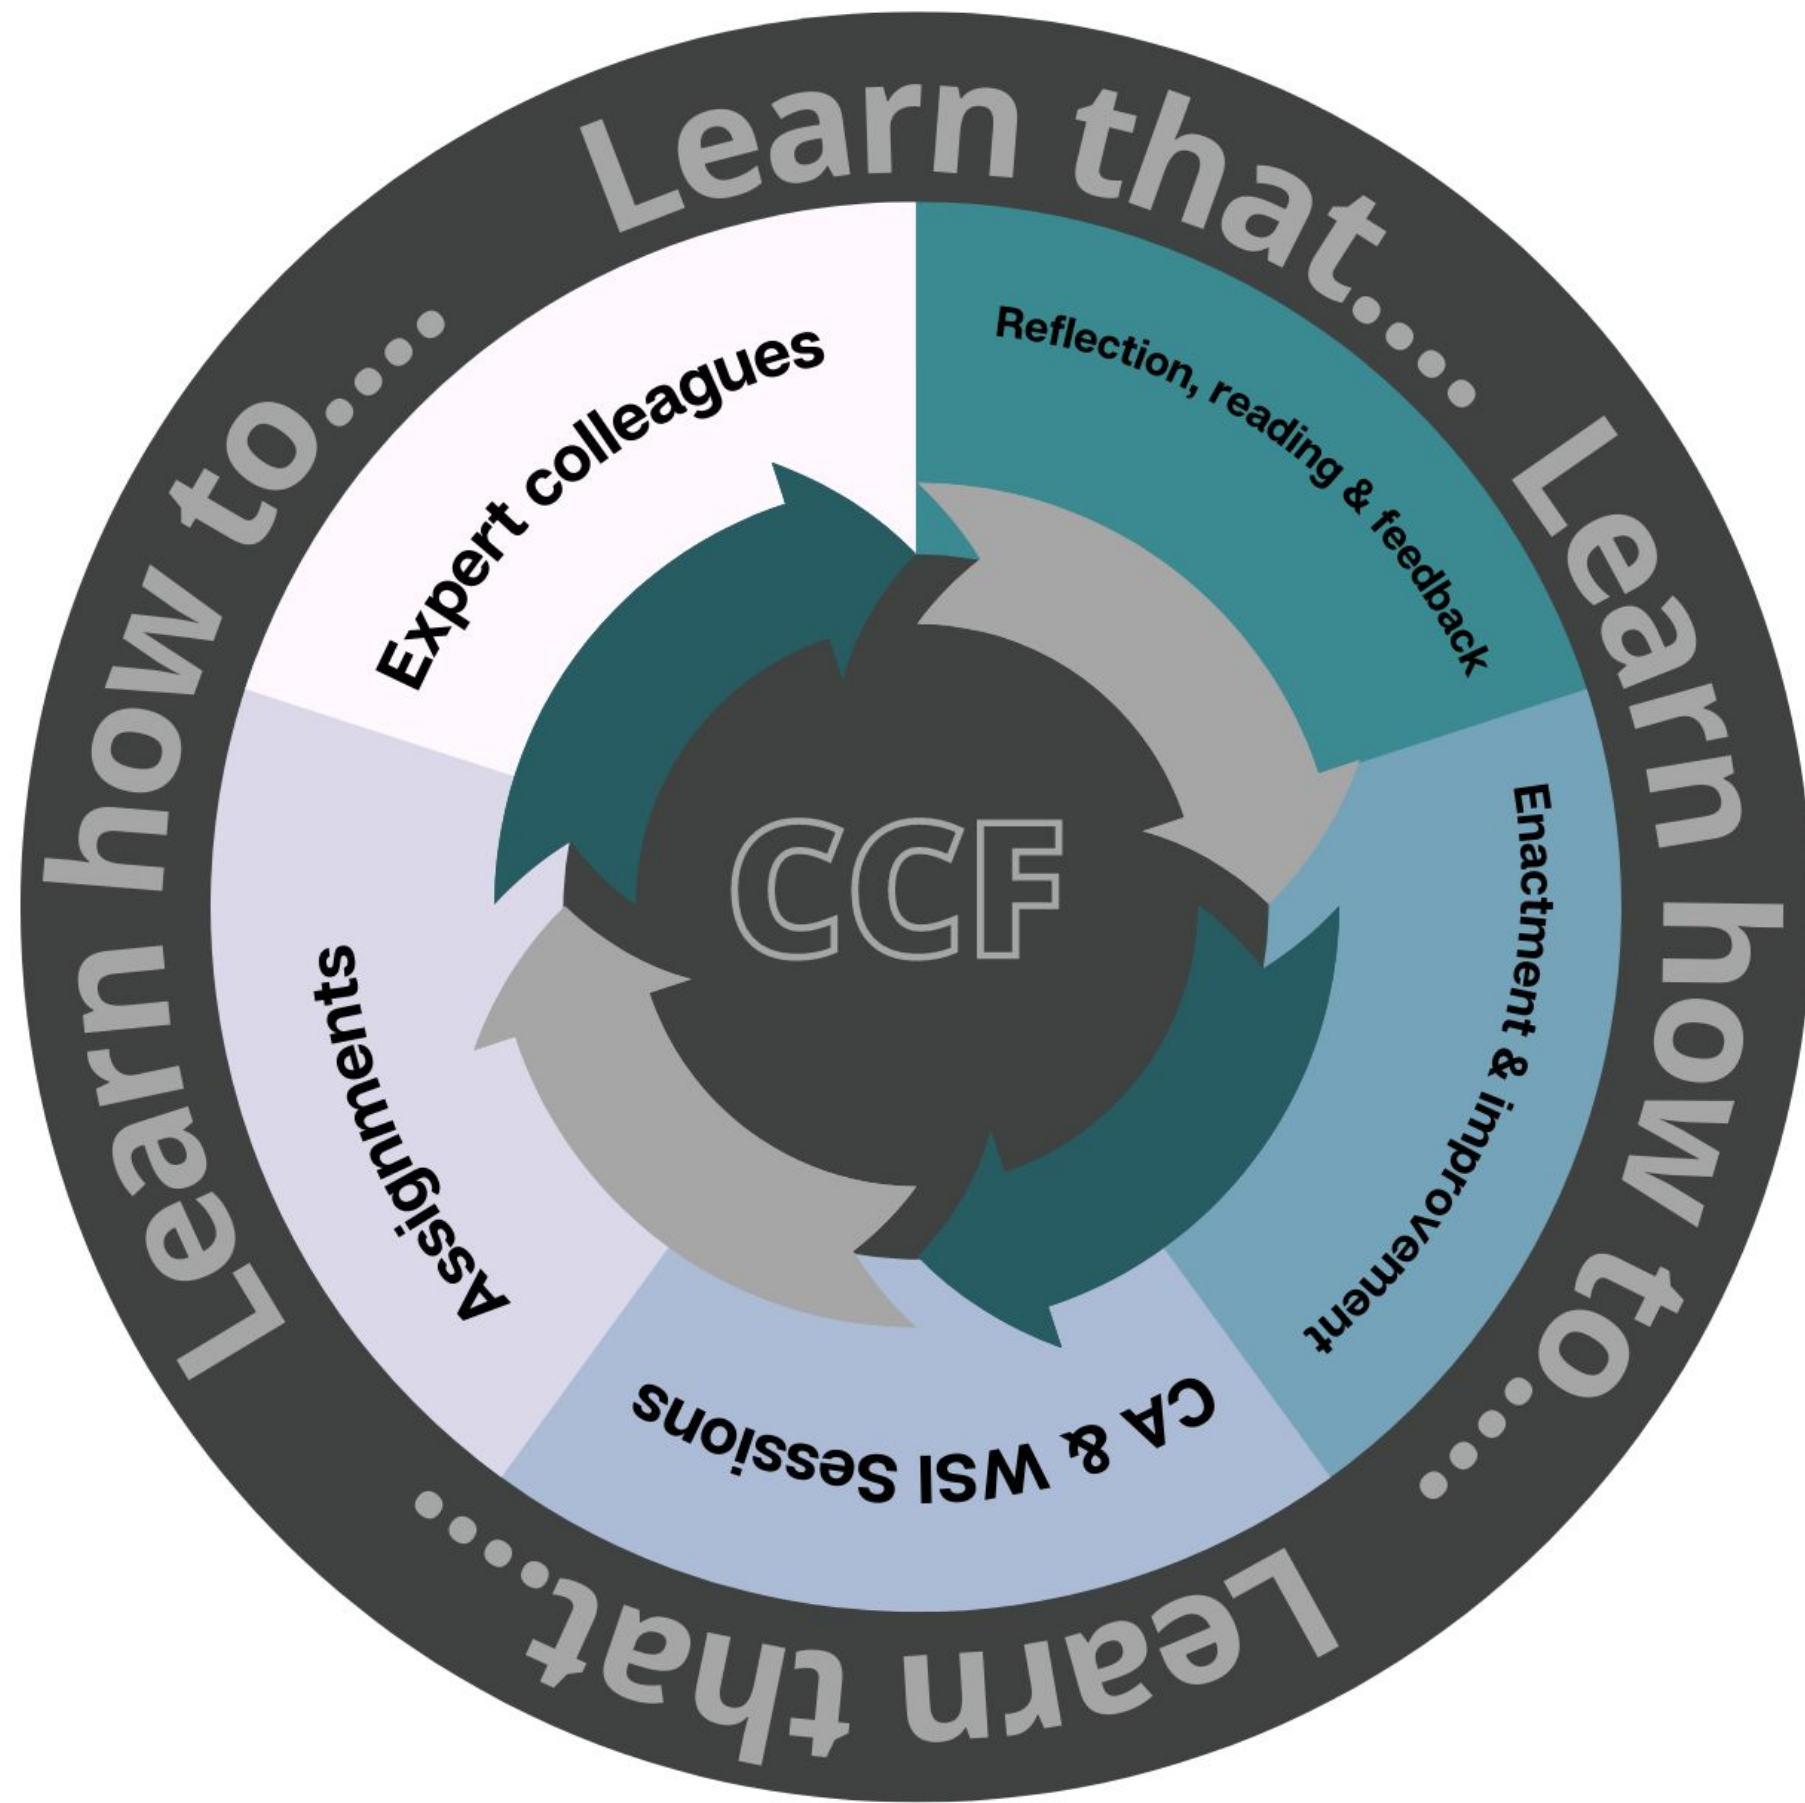 Learn that....
Learn how to....
Learn that....
Learn how to....
Reflection, reading & feedback
Enactment & improvement
CA & WSI Sessions
Assignments
Expert colleagues
CCF